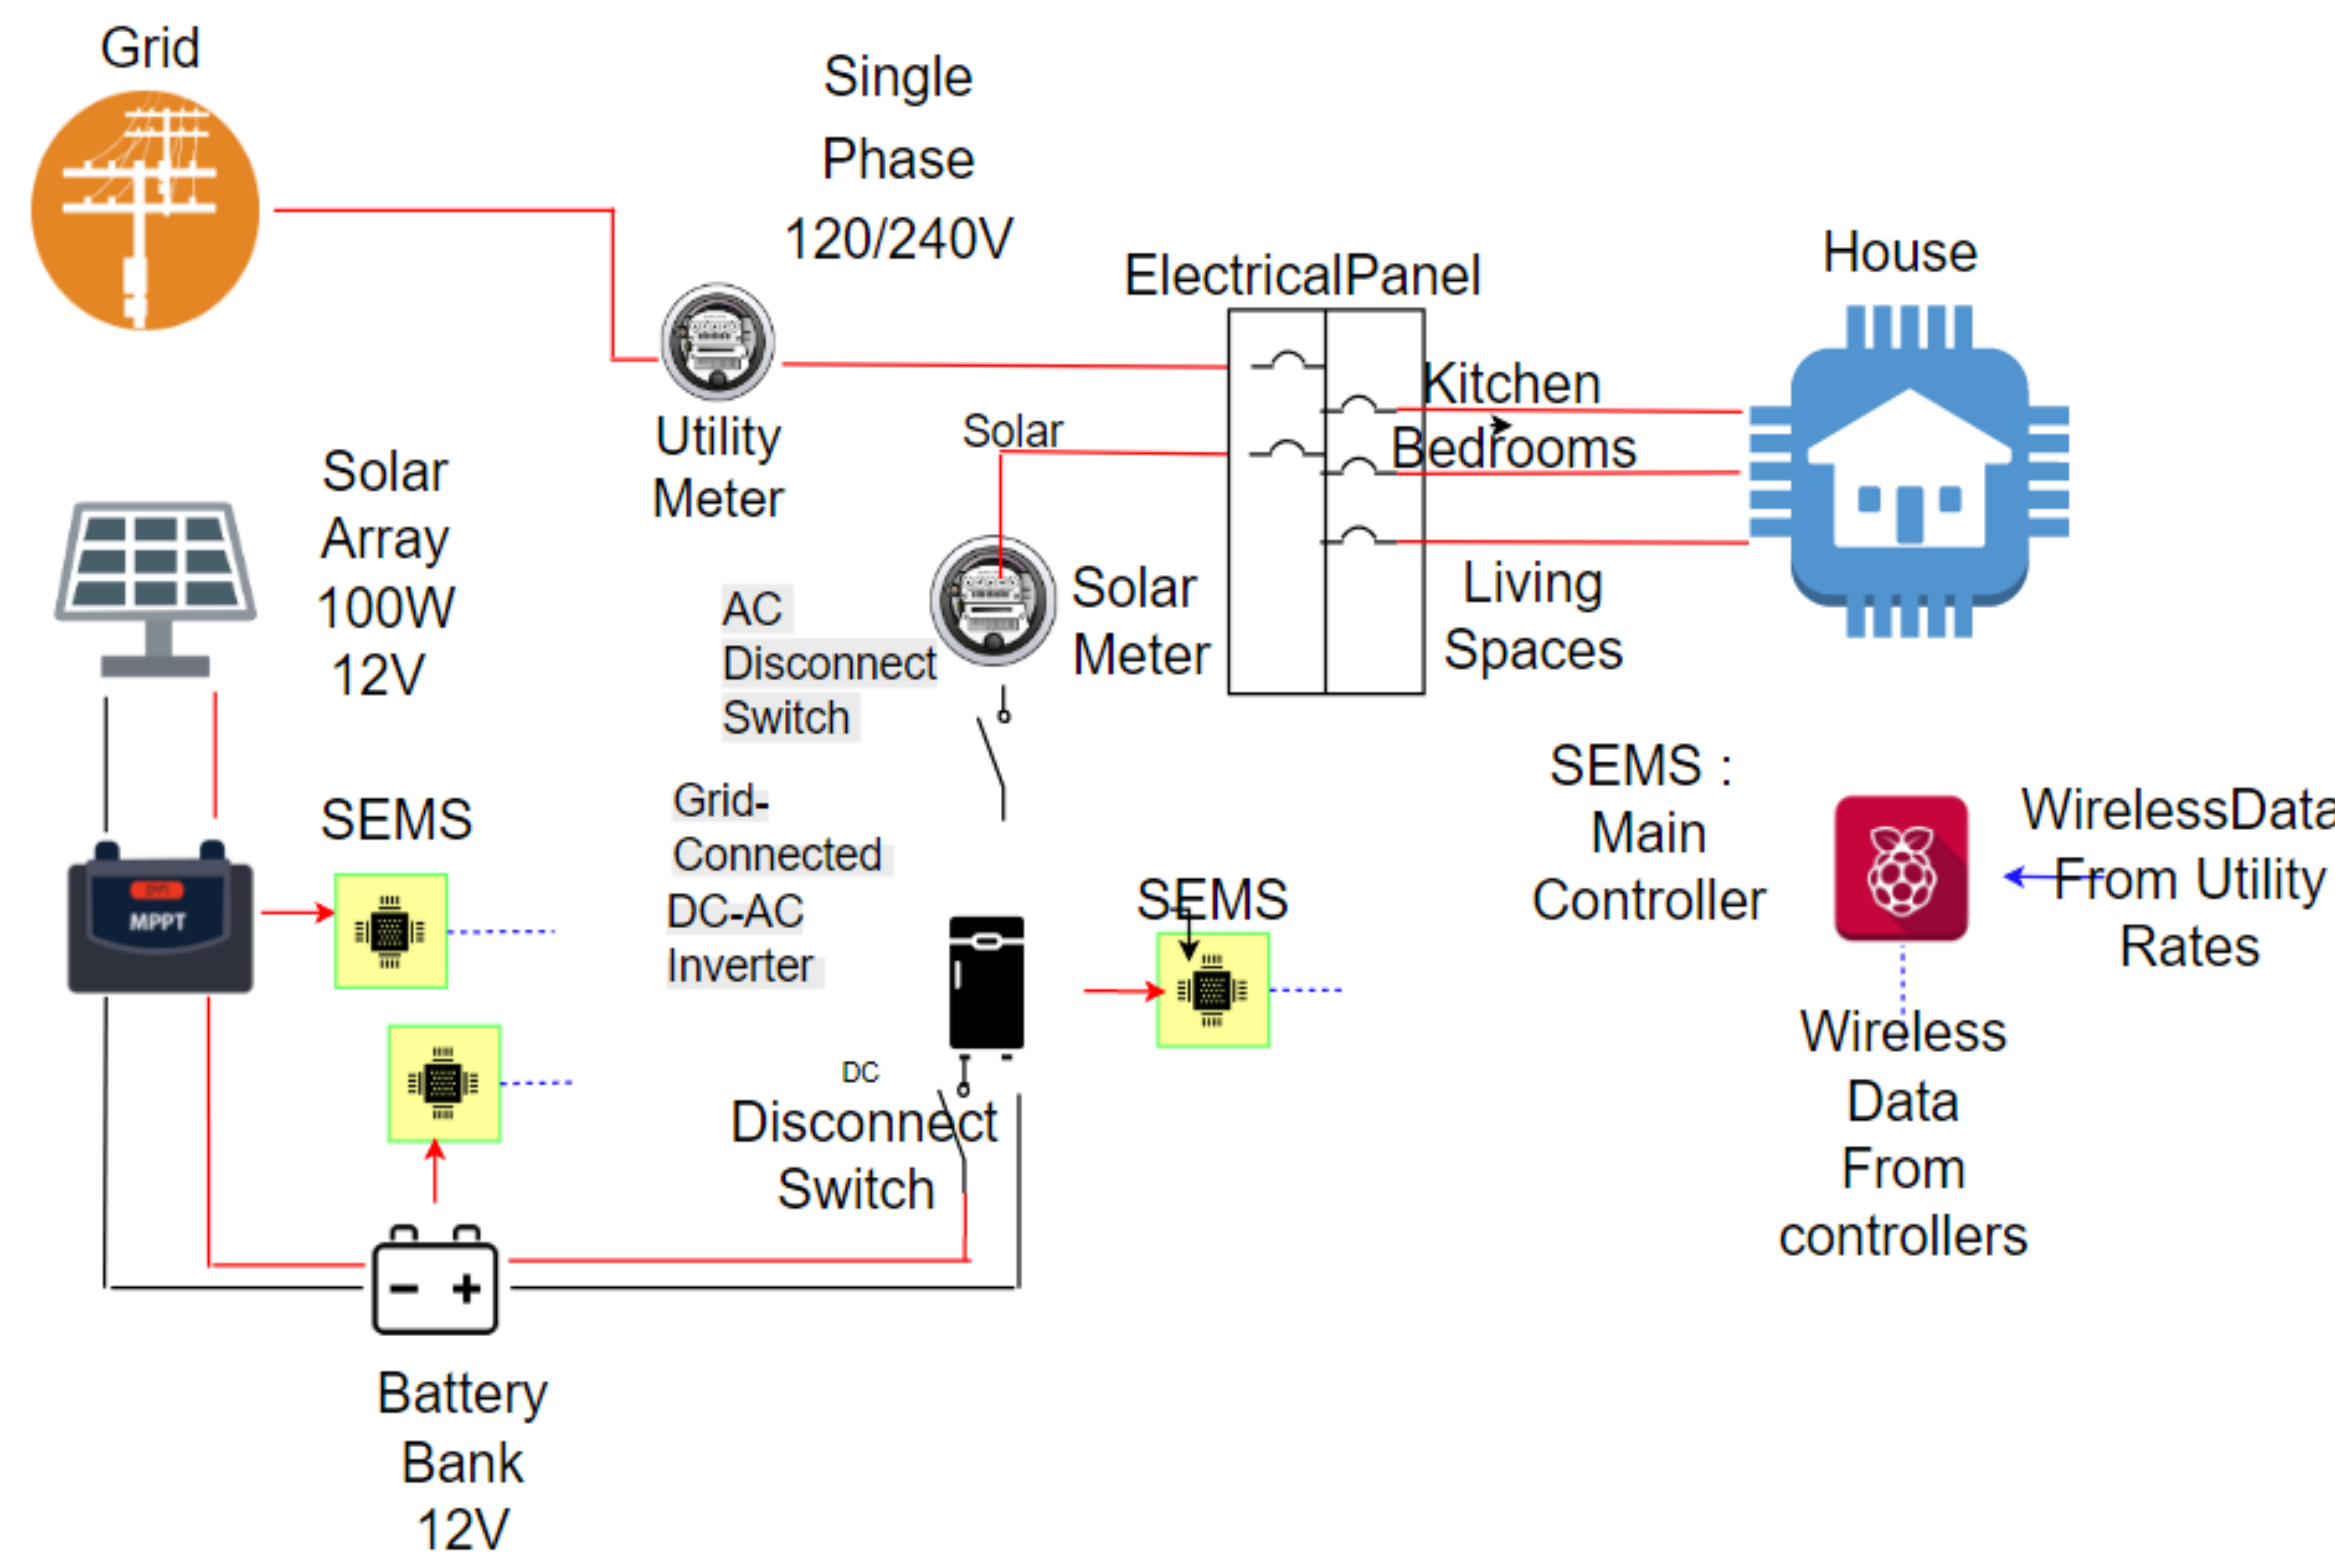 Grid
Single
Phase
120/240V
ElectricalPanel
House
Kitchen
Bedrooms
Living
Spaces
Utility
Meter
Solar
Solar
Array
100W
12V
Solar
Meter
AC
Disconnect
Switch
MPPT
SEMS
Grid-
Connected
DC-AC
Inverter
SEMS
SEMS :
Main
Controller
WirelessData
From Utility
Rates
Wireless
Data
From
controllers
DC
Disconnect
Switch
Battery
Bank
12V